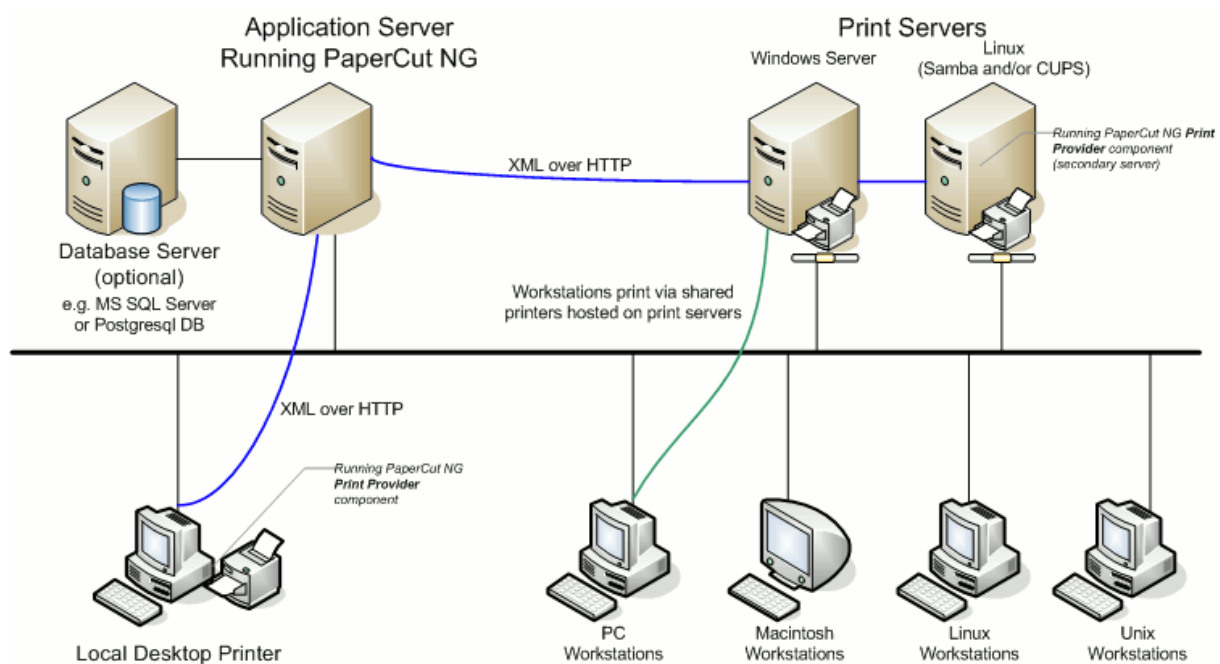 Application Server
Running PaperCut NG
Print Servers
Windows Server
Linux
(Samba and/or CUPS)
Running PaperCut NG Print
Provider component
(secondary server)
XML over HTTP
Database Server
(optional)
e.g. MS SQL Server
or Postgresql DB
Workstations print via shared
printers hosted on print servers
XML over HTTP
Running PaperCut NG
Print Provider
component
Local Desktop Printer
PC
Workstations
Macintosh
Workstations
Linux
Workstations
Unix
Workstations